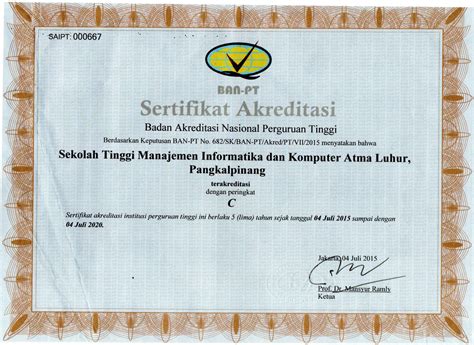 SAIPT: 000667
BAN-PT
Sertifikat Akreditasi
Badan Akreditasi Nasional Perguruan Tinggi
Berdasarkan Keputusan BAN-PT No. 682/SK/BAN-PT/Akred/PT/VII/2015 menyatakan bahwa
Sekolah Tinggi Manajemen Informatika dan Komputer Atma Luhur,
Pangkalpinang
terakreditasi
dengan peringkat
C
Sertifikat akreditasi institusi perguruan tinggi ini berlaku 5 (lima) tahun sejak tanggal 04 Juli 2015 sampai dengan
04 Juli 2020.
Jakarta, 04 Juli 2015
Prof. Dr. Mansyur Ramly
Ketua